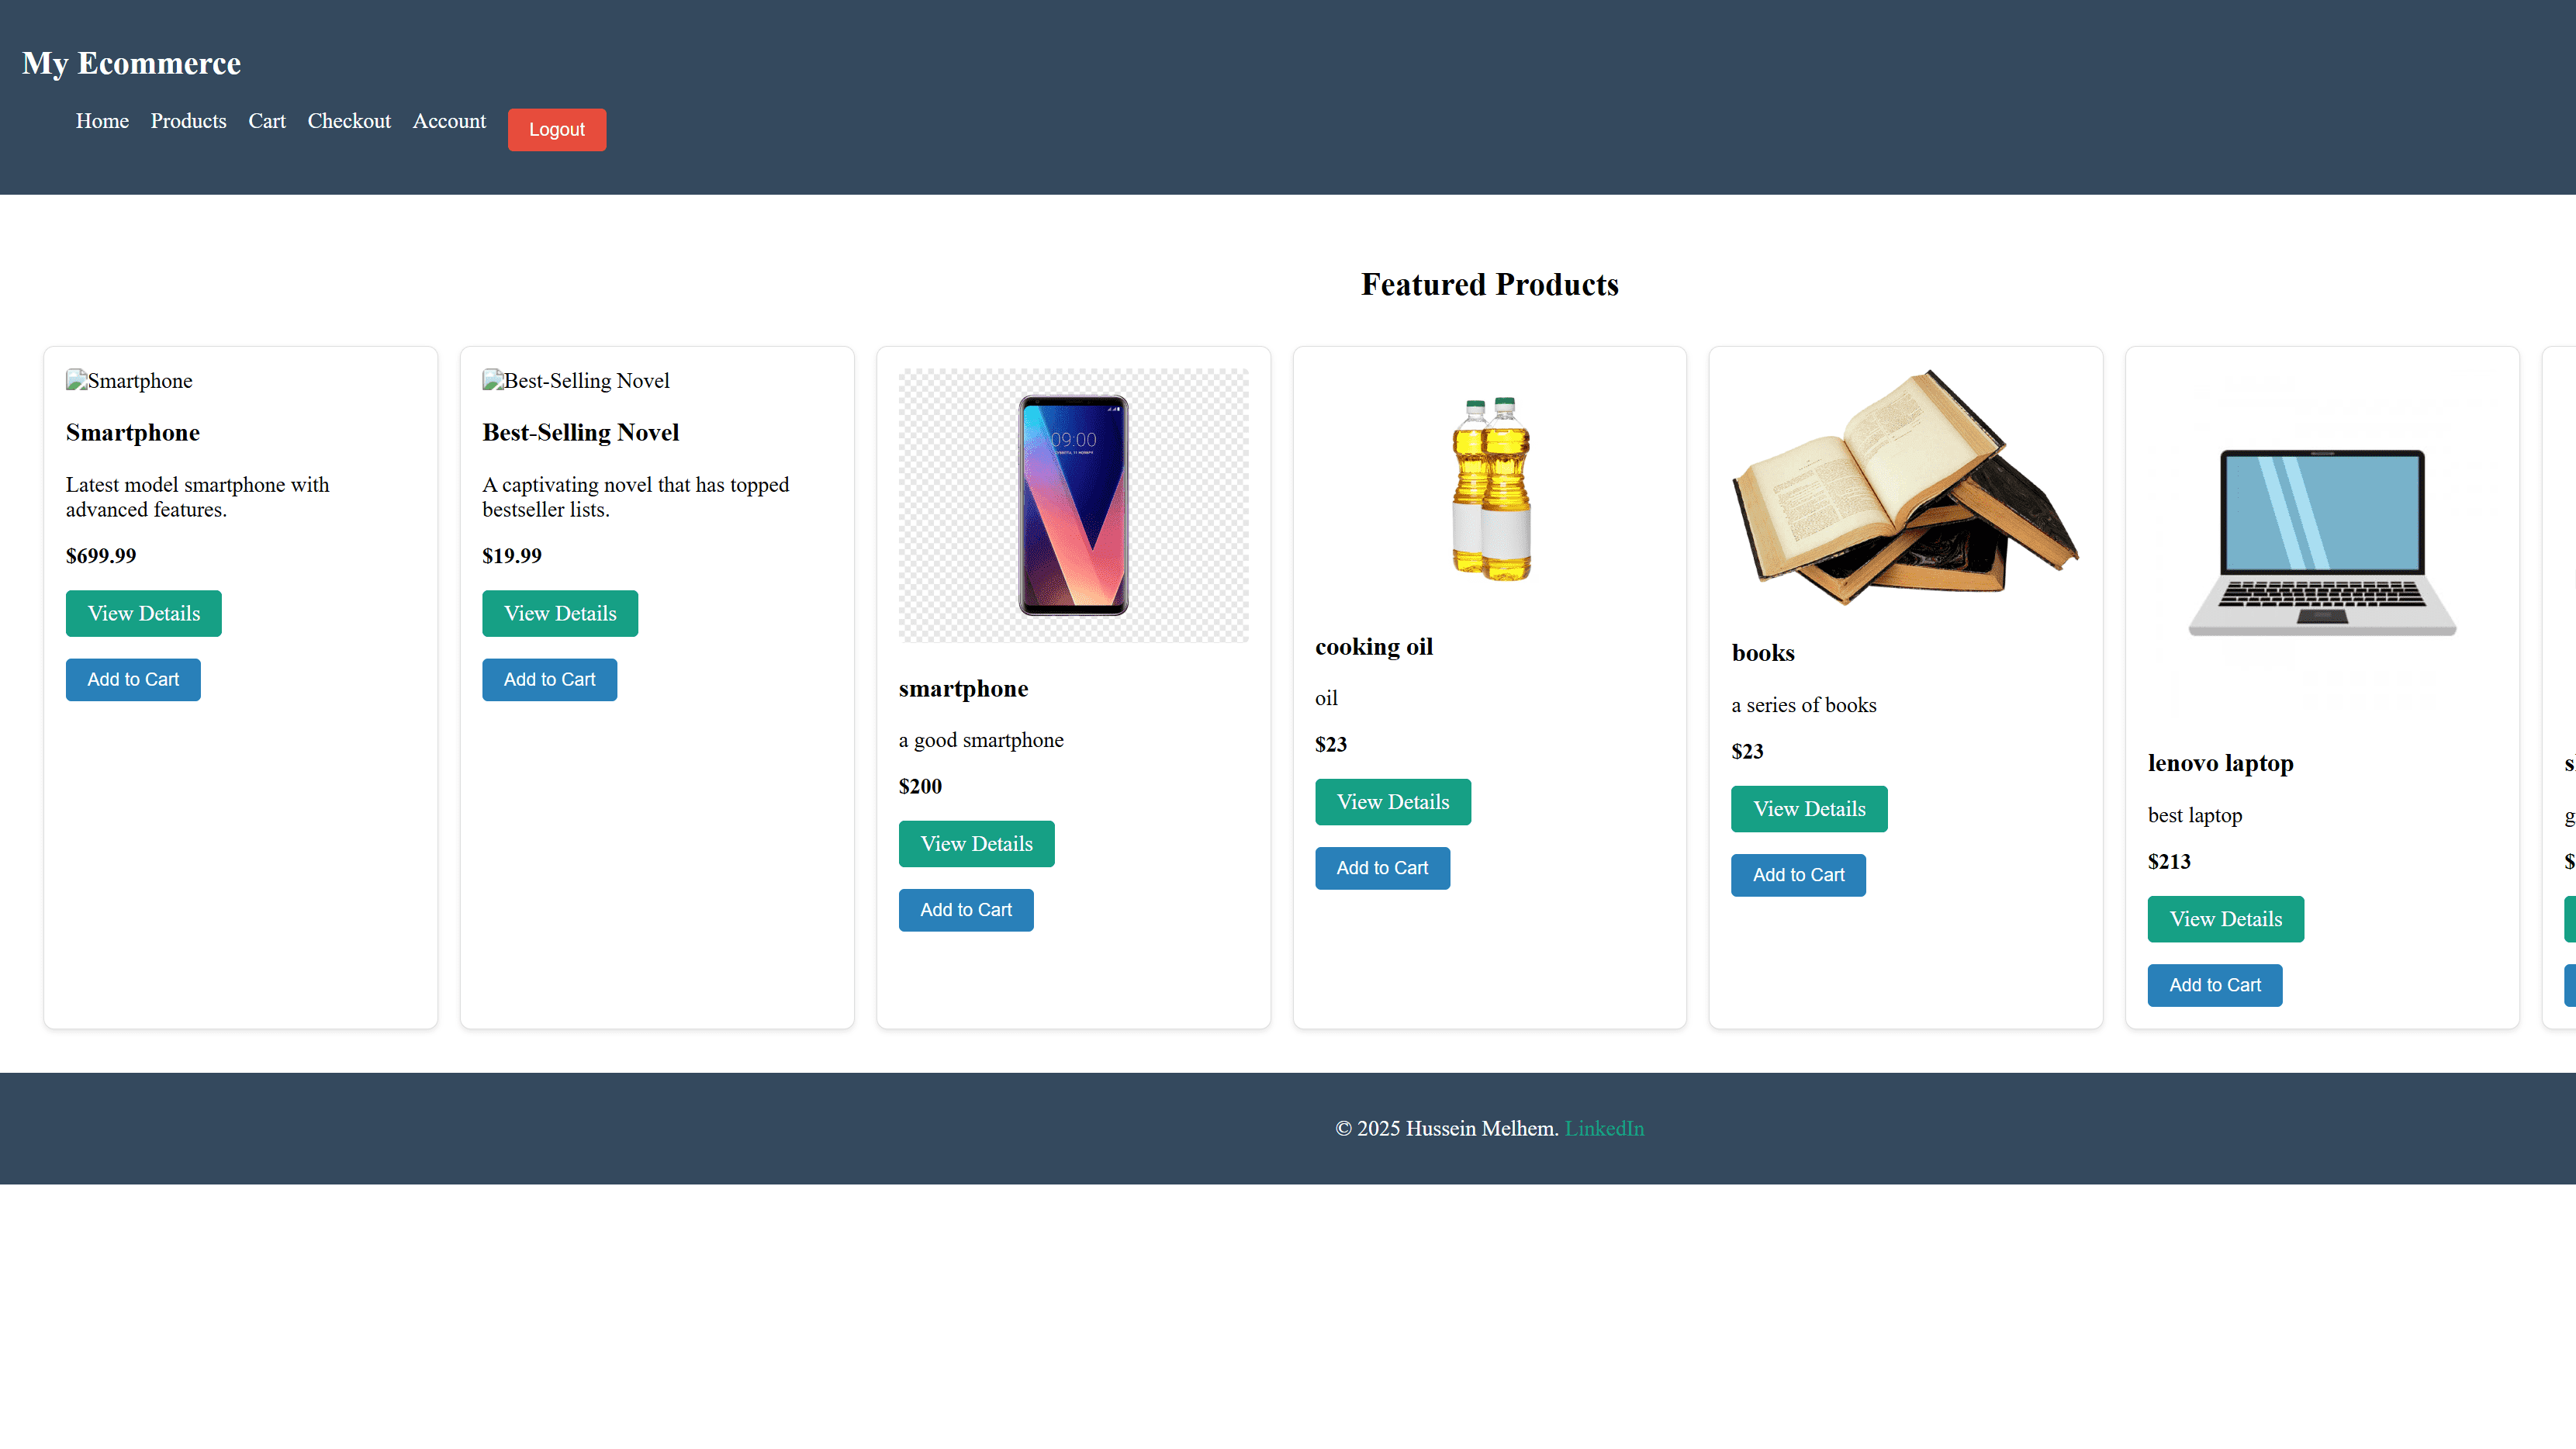 My Ecommerce
Home Products Cart Checkout Account Logout
Featured Products
Smartphone
Smartphone
Latest model smartphone with
advanced features.
$699.99
View Details
Add to Cart
Best-Selling Novel
Best-Selling Novel
A captivating novel that has topped
bestseller lists.
$19.99
View Details
Add to Cart
09:00
smartphone
a good smartphone
$200
View Details
Add to Cart
cooking oil
oil
$23
View Details
Add to Cart
books
a series of books
$23
View Details
Add to Cart
lenovo laptop
best laptop
$213
View Details
Add to Cart
© 2025 Hussein Melhem. LinkedIn